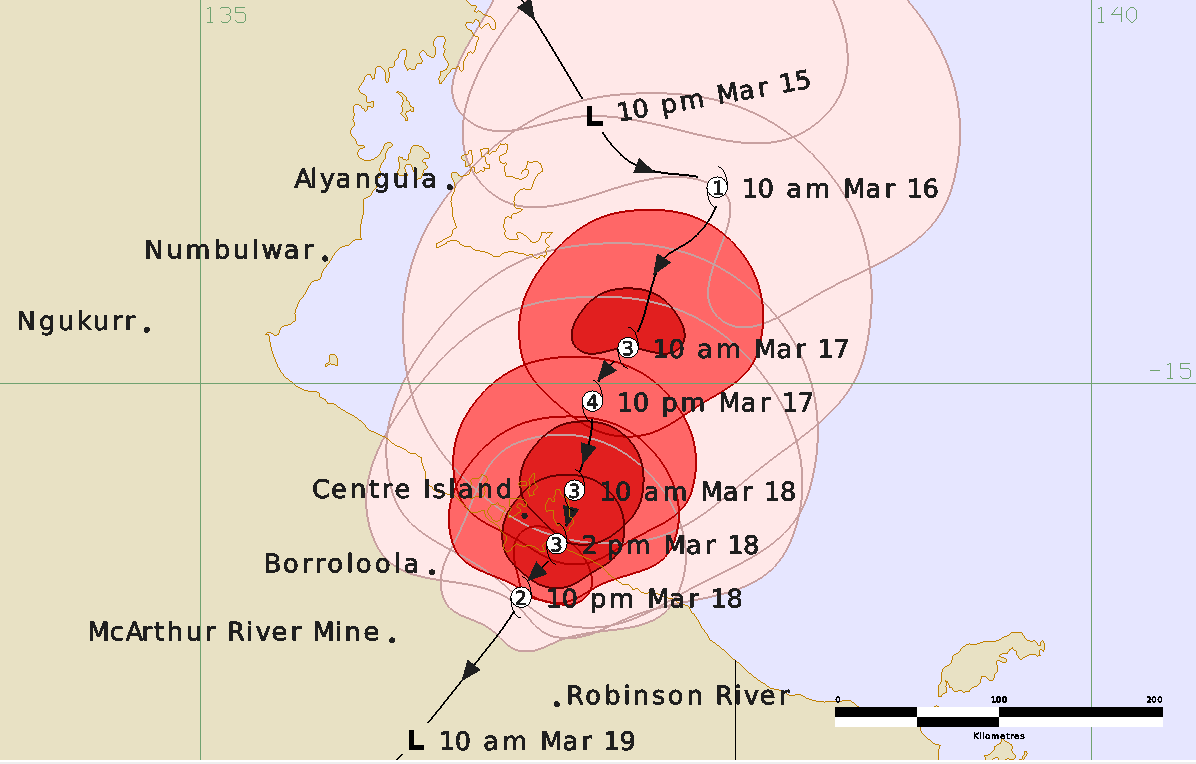 135
140
L 10 pm Mar 15
Alyangula
1 10 am Mar 16
Numbulwar
Ngukurr
3 10 am Mar 17
-15
4 10 pm Mar 17
Centre Island
3 10 am Mar 18
3 2 pm Mar 18
Borroloola
2 10 pm Mar 18
McArthur River Mine
Robinson River
0 100 200
Kilometres
L 10 am Mar 19